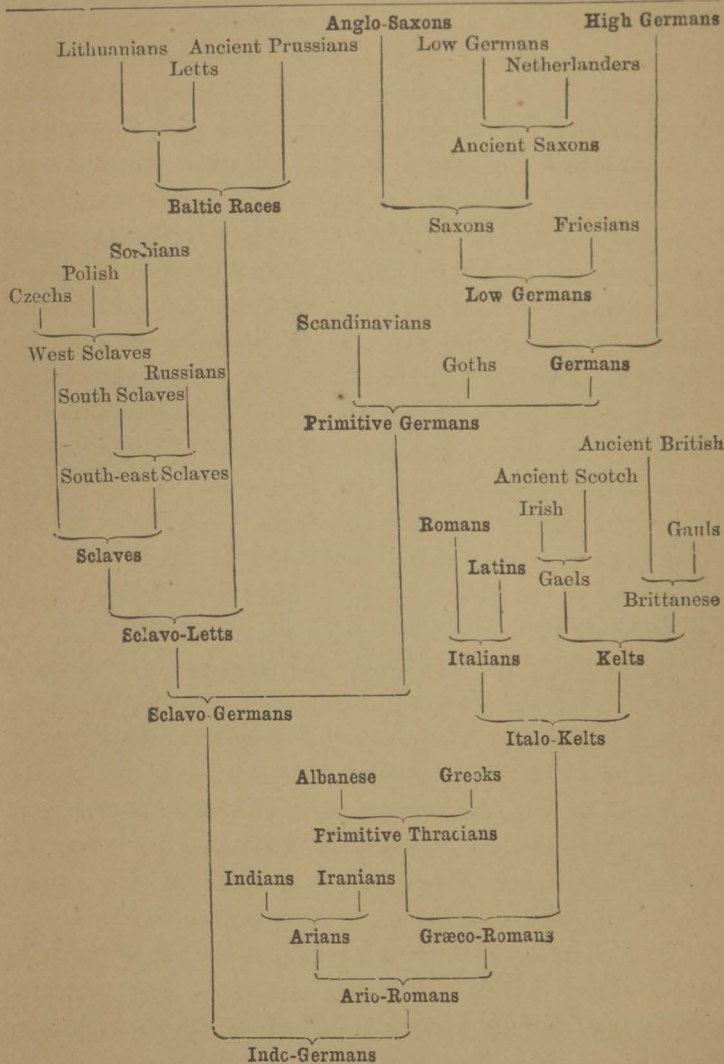 Anglo-Saxons
High Germans
Lithuanians
Ancient Prussians
Low Germans
Letts
Netherlanders
Ancient Saxons
Baltic Races
Saxons
Friesians
Sorbians
Polish
Czechs
Low Germans
Scandinavians
West Sclaves
Russians
Goths
Germans
South Sclaves
Primitive Germans
Ancient British
South-east Sclaves
Ancient Scotch
Irish
Romans
Gauls
Sclaves
Latins
Gaels
Brittanese
Sclavo-Letts
Italians
Kelts
Sclavo-Germans
Italo-Kelts
Albanese
Greeks
Primitive Thracians
Indians
Iranians
Arians
Græco-Romans
Ario-Romans
Indo-Germans